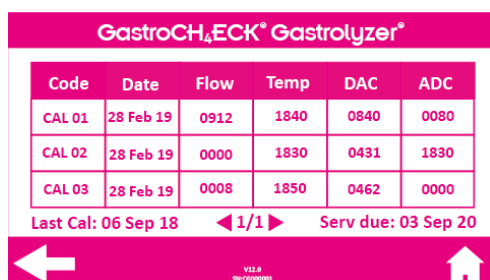 GastroCH₄ECK® Gastrolyzer®
Code Date Flow Temp DAC ADC
CAL 01 28 Feb 19 0912 1840 0840 0080
CAL 02 28 Feb 19 0000 1830 0431 1830
CAL 03 28 Feb 19 0008 1850 0462 0000
Last Cal: 06 Sep 18 1/1 Serv due: 03 Sep 20
V12.0